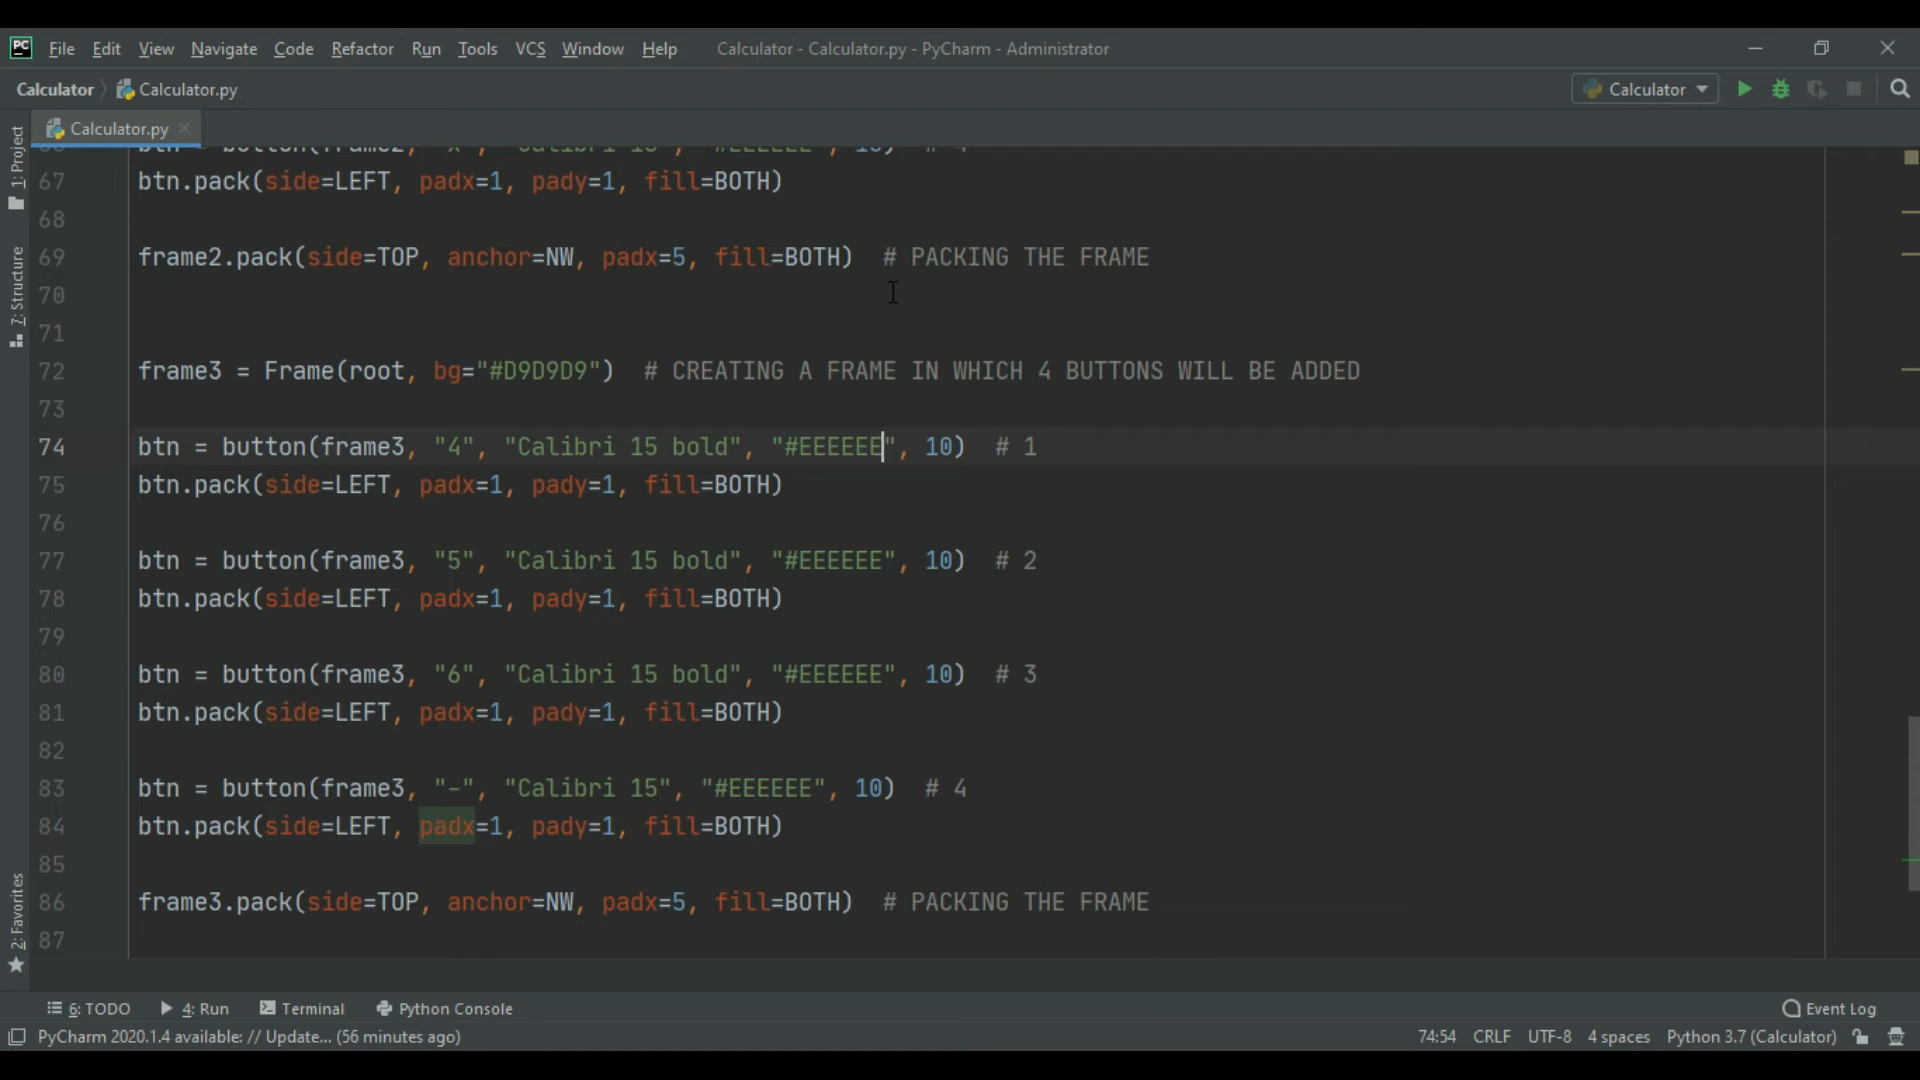 PC File Edit View Navigate Code Refactor Run Tools VCS Window Help Calculator - Calculator.py - PyCharm - Administrator
Calculator Calculator.py Calculator
Calculator.py
1: Project
7: Structure
2: Favorites
67 btn.pack(side=LEFT, padx=1, pady=1, fill=BOTH)
68
69 frame2.pack(side=TOP, anchor=NW, padx=5, fill=BOTH) # PACKING THE FRAME
70
71
72 frame3 = Frame(root, bg="#D9D9D9") # CREATING A FRAME IN WHICH 4 BUTTONS WILL BE ADDED
73
74 btn = button(frame3, "4", "Calibri 15 bold", "#EEEEEE", 10) # 1
75 btn.pack(side=LEFT, padx=1, pady=1, fill=BOTH)
76
77 btn = button(frame3, "5", "Calibri 15 bold", "#EEEEEE", 10) # 2
78 btn.pack(side=LEFT, padx=1, pady=1, fill=BOTH)
79
80 btn = button(frame3, "6", "Calibri 15 bold", "#EEEEEE", 10) # 3
81 btn.pack(side=LEFT, padx=1, pady=1, fill=BOTH)
82
83 btn = button(frame3, "-", "Calibri 15", "#EEEEEE", 10) # 4
84 btn.pack(side=LEFT, padx=1, pady=1, fill=BOTH)
85
86 frame3.pack(side=TOP, anchor=NW, padx=5, fill=BOTH) # PACKING THE FRAME
87
6: TODO 4: Run Terminal Python Console Event Log
PyCharm 2020.1.4 available: // Update... (56 minutes ago) 74:54 CRLF UTF-8 4 spaces Python 3.7 (Calculator)